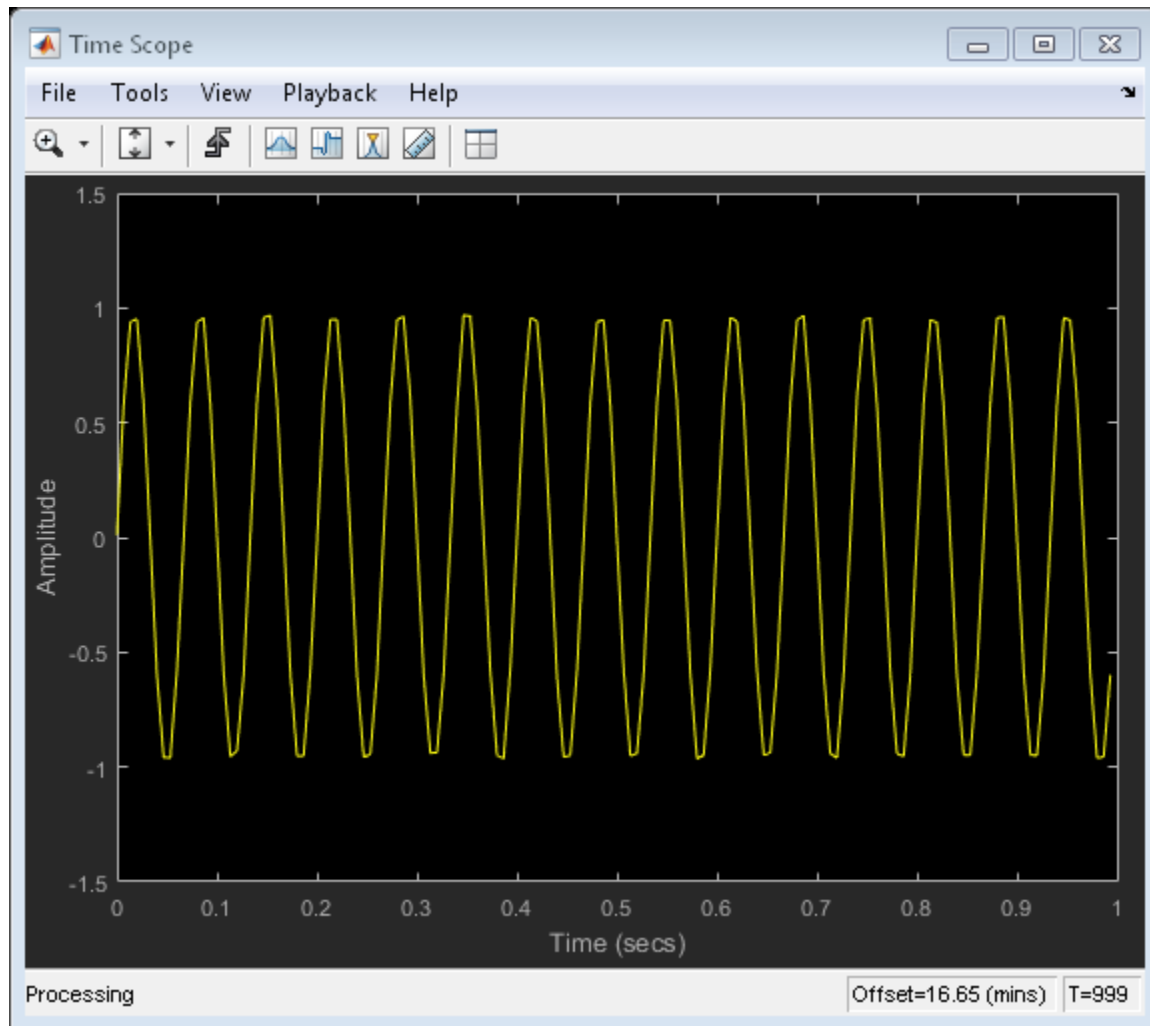 Time Scope
File Tools View Playback Help
1.5
1
0.5
0
-0.5
-1
-1.5
Amplitude
0 0.1 0.2 0.3 0.4 0.5 0.6 0.7 0.8 0.9 1
Time (secs)
Processing Offset=16.65 (mins) T=999